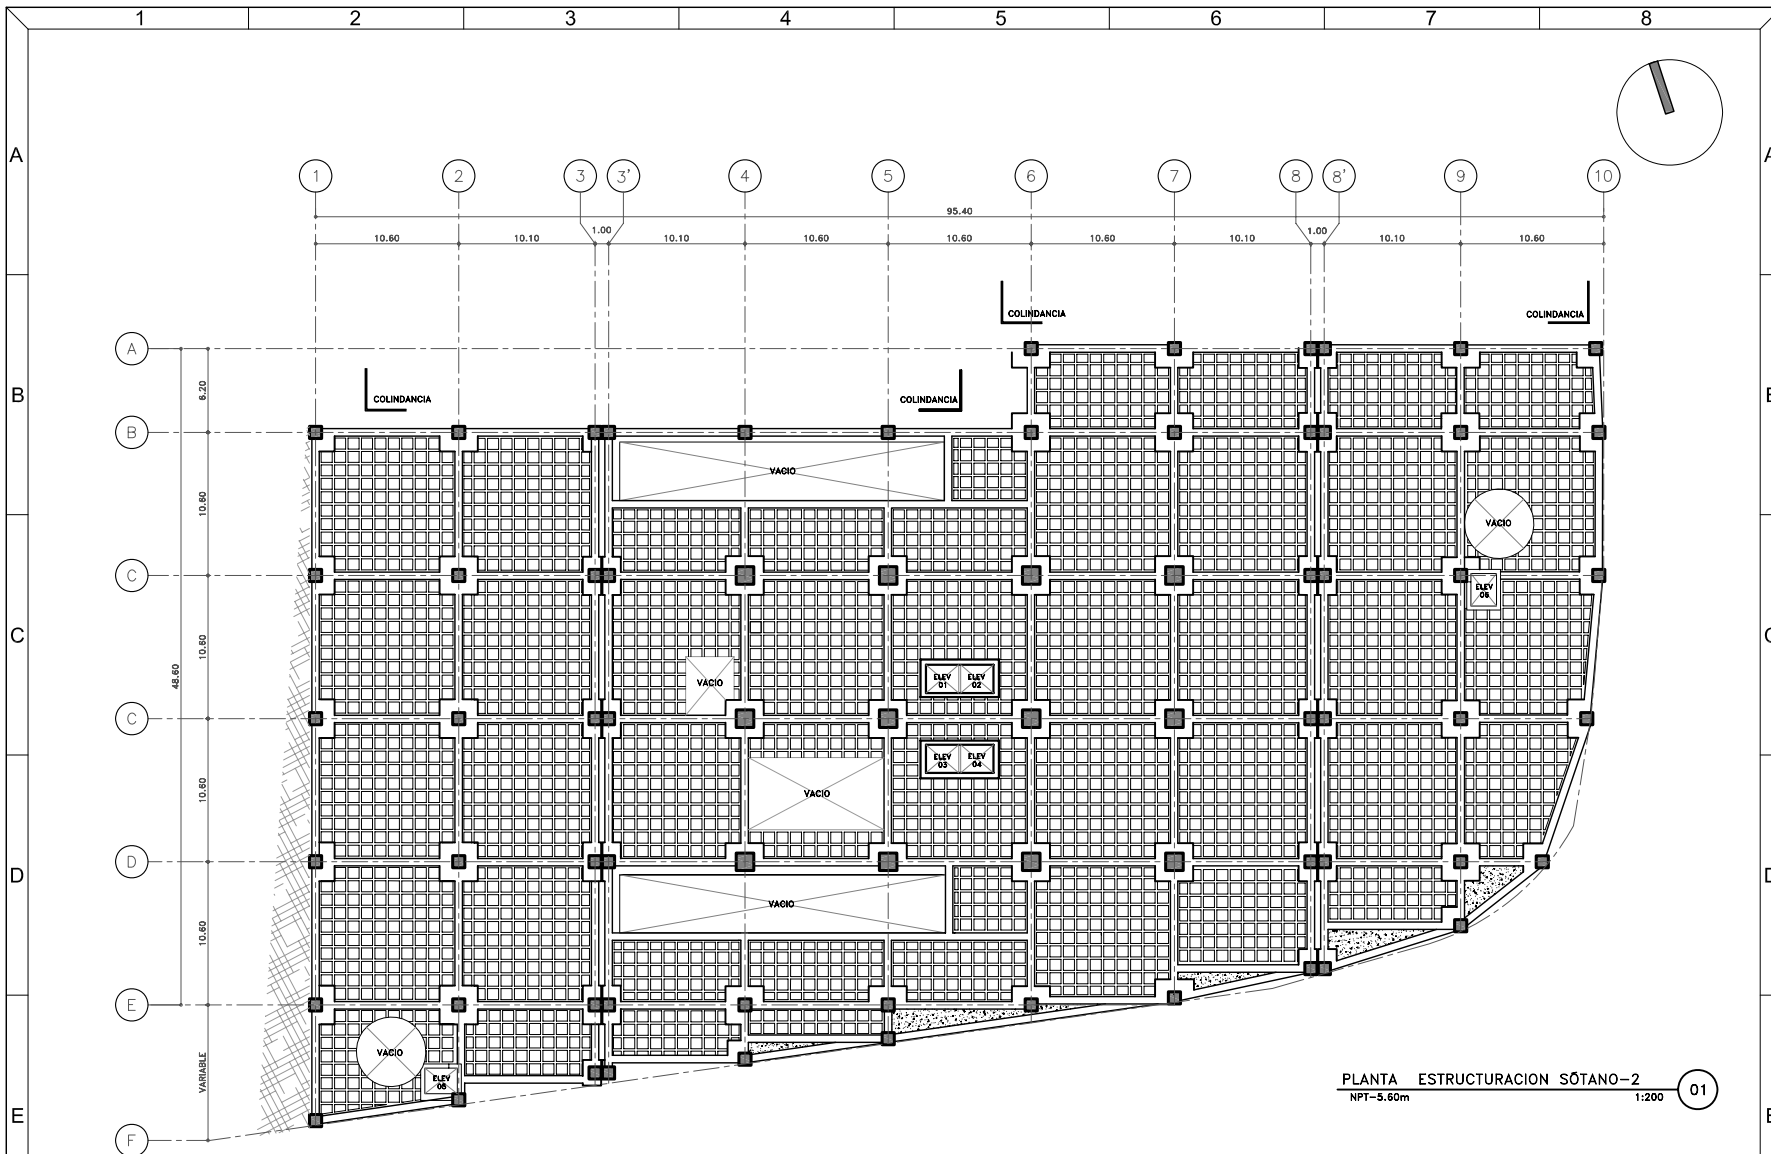 1 2 3 4 5 6 7 8
A
1 2 3 3' 4 5 6 7 8 8' 9 10
95.40
10.60 10.10 1.00 10.10 10.60 10.60 10.60 10.10 1.00 10.10 10.60
COLINDANCIA COLINDANCIA
A
6.20
B
COLINDANCIA COLINDANCIA
B
VACIO
10.60
VACIO
C
ELEV
C
10.60
48.60
VACIO
ELEV
01
ELEV
02
C
ELEV
03
ELEV
04
10.60
VACIO
D
D
VACIO
10.60
E
VACIO
ELEV
VARIABLE
PLANTA ESTRUCTURACION SÓTANO-2
NPT-5.60m 1:200
01
E
F